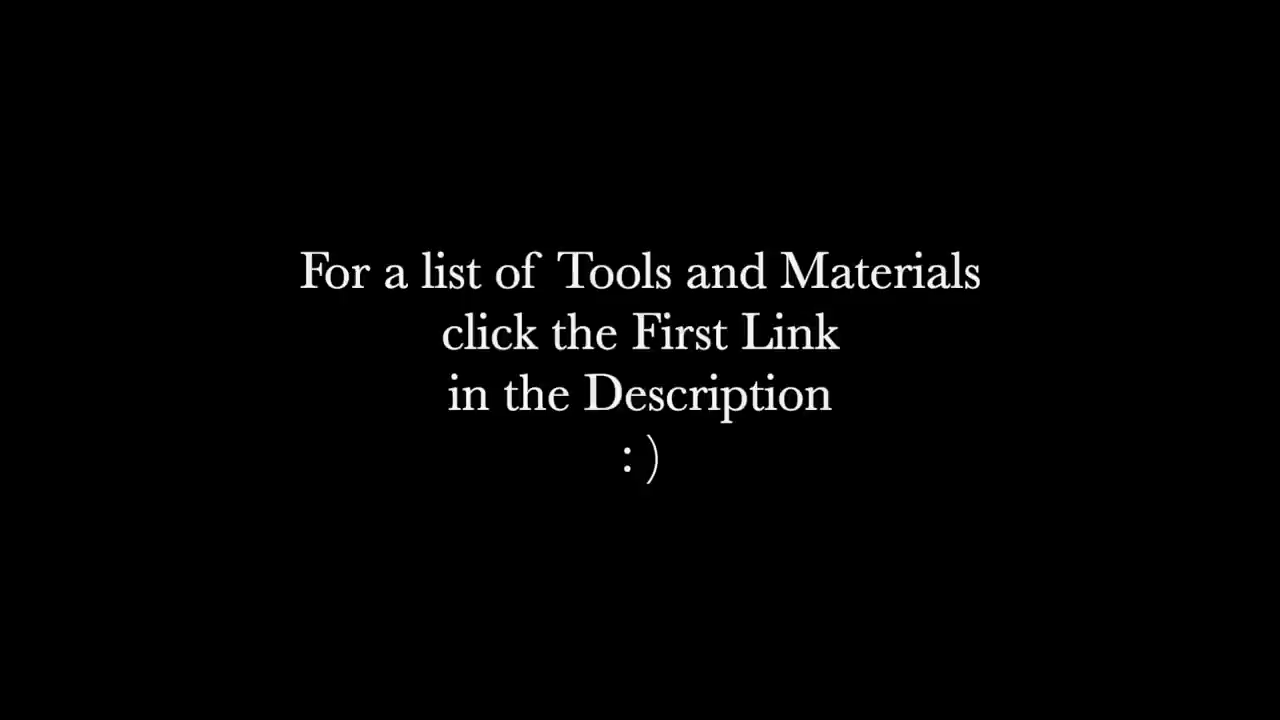 For a list of Tools and Materials
click the First Link
in the Description
: )